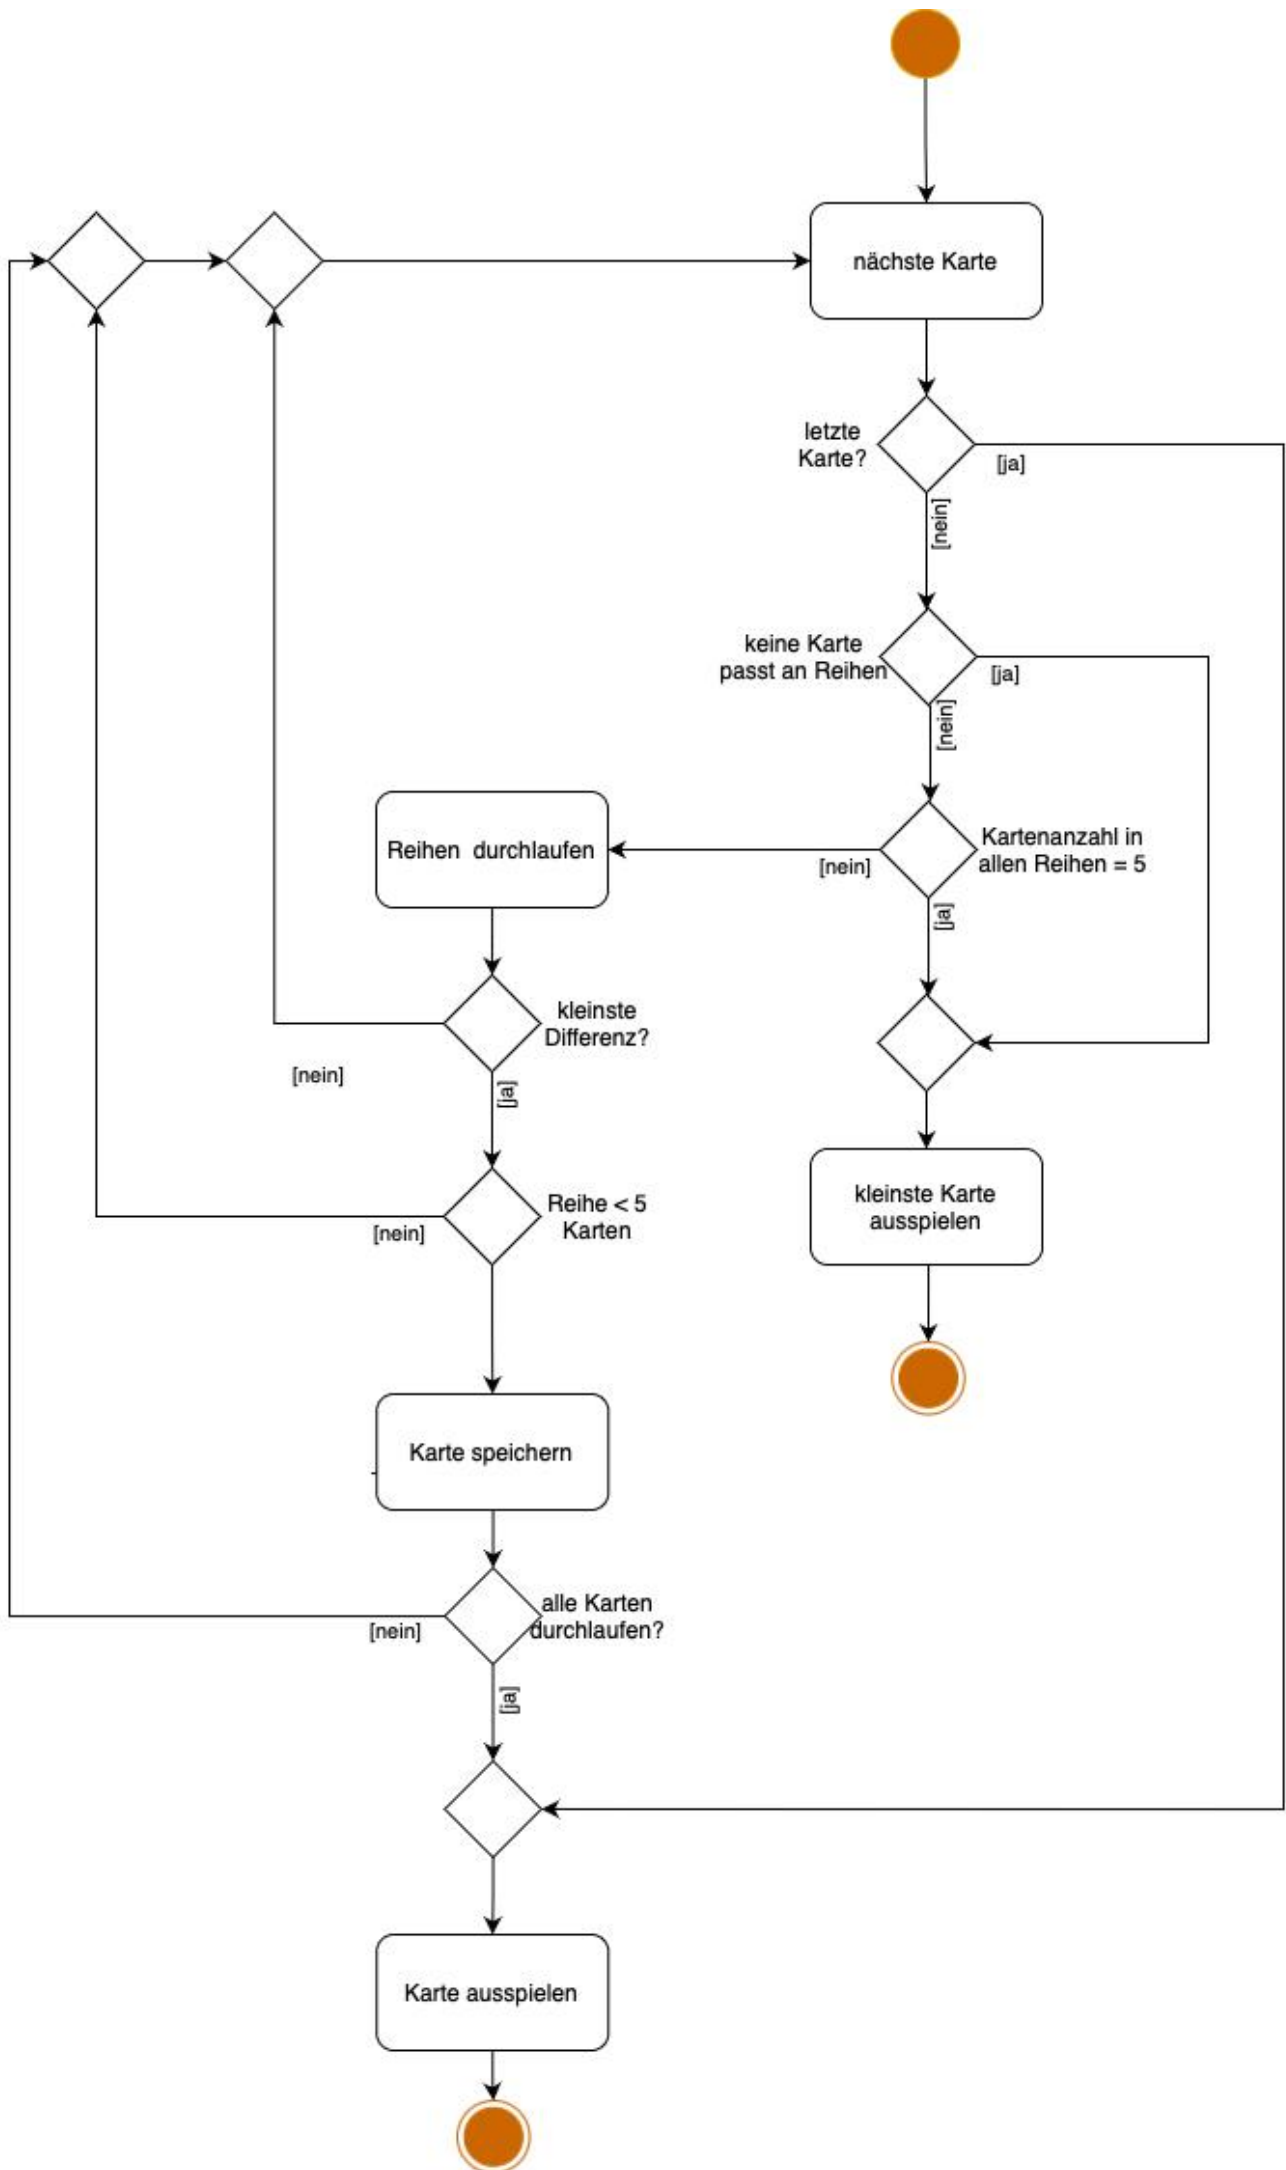 nächste Karte
letzte
Karte?
[ja]
[nein]
keine Karte
passt an Reihen
[ja]
[nein]
Reihen durchlaufen
[nein]
Kartenanzahl in
allen Reihen = 5
[ja]
kleinste
Differenz?
[nein]
[ja]
kleinste Karte
ausspielen
Reihe < 5
Karten
[nein]
Karte speichern
alle Karten
durchlaufen?
[nein]
[ja]
Karte ausspielen